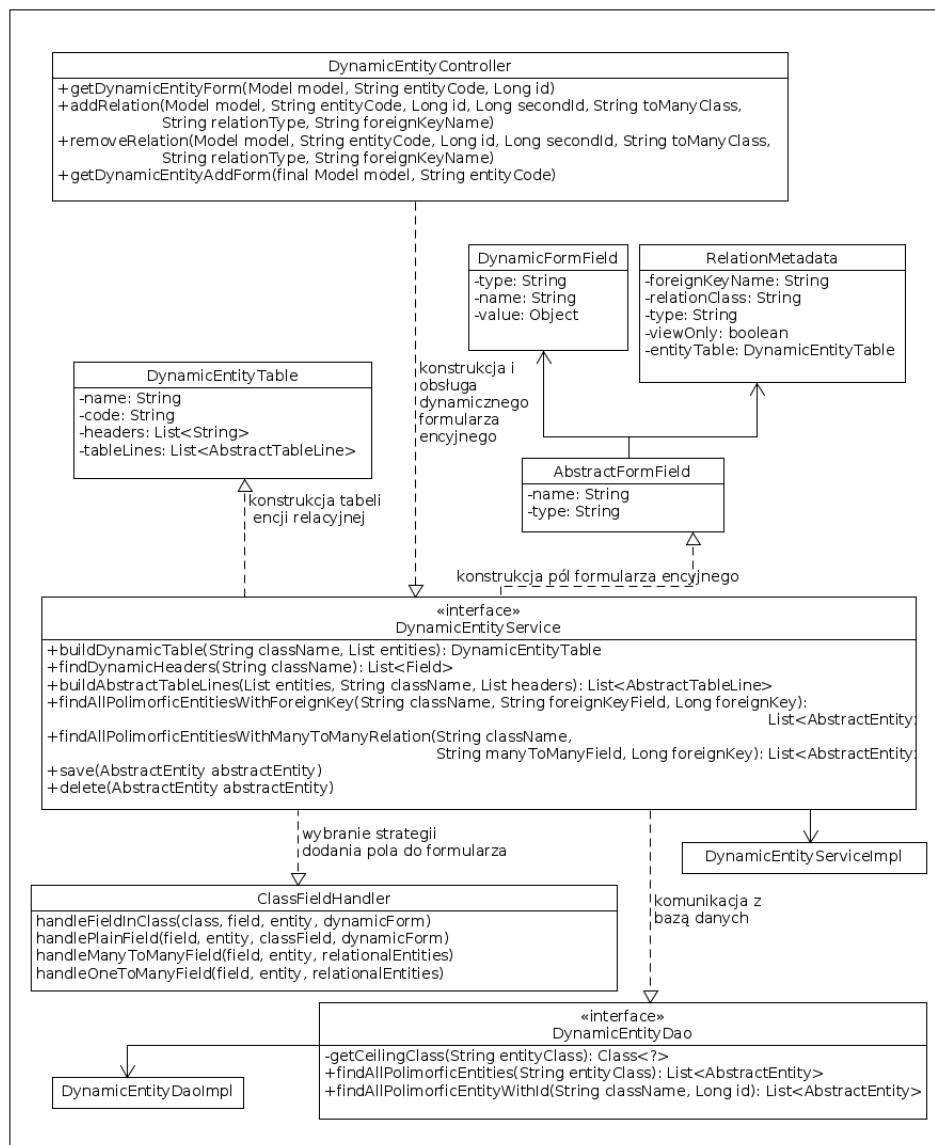 DynamicEntityController
+getDynamicEntityForm(Model model, String entityCode, Long id)
+addRelation(Model model, String entityCode, Long id, Long secondId, String toManyClass,
String relationType, String foreignKeyName)
+removeRelation(Model model, String entityCode, Long id, Long secondId, String toManyClass,
String relationType, String foreignKeyName)
+getDynamicEntityAddForm(final Model model, String entityCode)
DynamicFormField
-type: String
-name: String
-value: Object
RelationMetadata
-foreignKeyName: String
-relationClass: String
-type: String
-viewOnly: boolean
-entityTable: DynamicEntityTable
konstrukcja i
obsługa
dynamicznego
formularza
encyjnego
DynamicEntityTable
-name: String
-code: String
-headers: List<String>
-tableLines: List<AbstractTableLine>
AbstractFormField
-name: String
-type: String
konstrukcja tabeli
encji relacyjnej
konstrukcja pól formularza encyjnego
«interface»
DynamicEntityService
+buildDynamicTable(String className, List entities): DynamicEntityTable
+findDynamicHeaders(String className): List<Field>
+buildAbstractTableLines(List entities, String className, List headers): List<AbstractTableLine>
+findAllPolimorficEntitiesWithForeignKey(String className, String foreignKeyField, Long foreignKey):
List<AbstractEntity>
+findAllPolimorficEntitiesWithManyToManyRelation(String className,
String manyToManyField, Long foreignKey): List<AbstractEntity>
+save(AbstractEntity abstractEntity)
+delete(AbstractEntity abstractEntity)
wybranie strategii
dodania pola do formularza
DynamicEntityServiceImpl
ClassFieldHandler
handleFieldInClass(class, field, entity, dynamicForm)
handlePlainField(field, entity, classField, dynamicForm)
handleManyToManyField(field, entity, relationalEntities)
handleOneToManyField(field, entity, relationalEntities)
komunikacja z
bazą danych
«interface»
DynamicEntityDao
-getCeilingClass(String entityClass): Class<?>
+findAllPolimorficEntities(String entityClass): List<AbstractEntity>
+findAllPolimorficEntityWithId(String className, Long id): List<AbstractEntity>
DynamicEntityDaoImpl